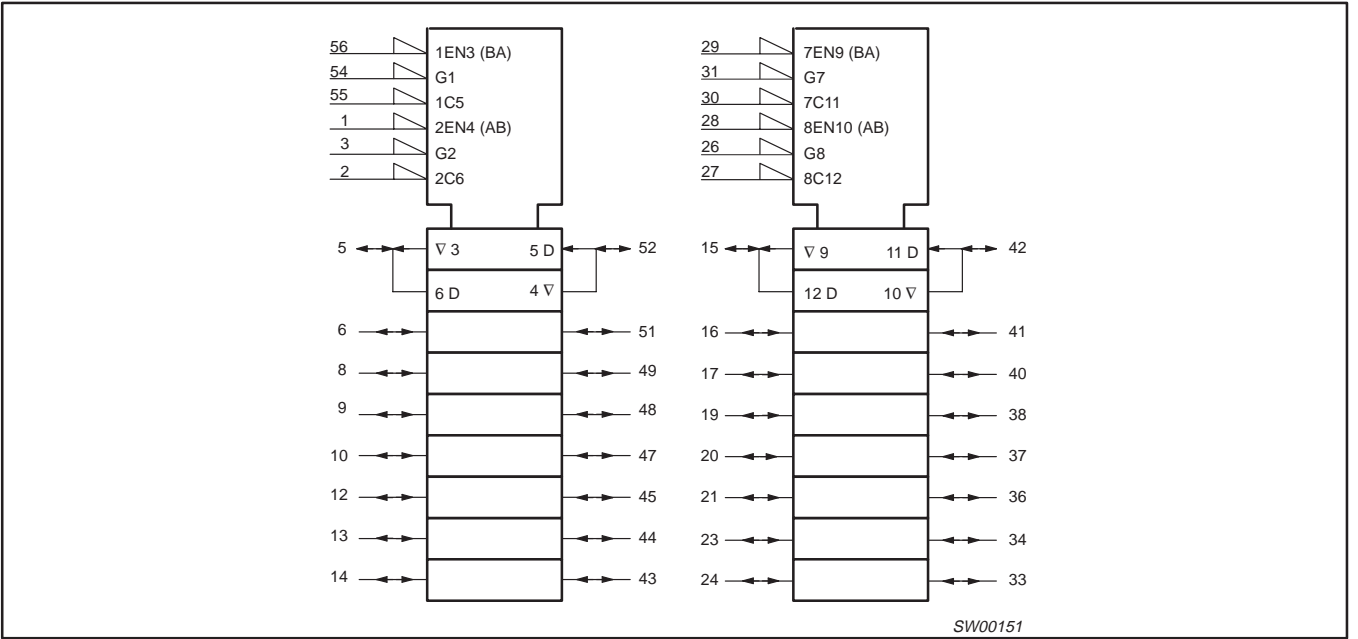 56 1EN3 (BA)
54 G1
55 1C5
1 2EN4 (AB)
3 G2
2 2C6
5 ∇ 3 5 D 52
6 D 4 ∇
6 51
8 49
9 48
10 47
12 45
13 44
14 43
29 7EN9 (BA)
31 G7
30 7C11
28 8EN10 (AB)
26 G8
27 8C12
15 ∇ 9 11 D 42
12 D 10 ∇
16 41
17 40
19 38
20 37
21 36
23 34
24 33
SW00151